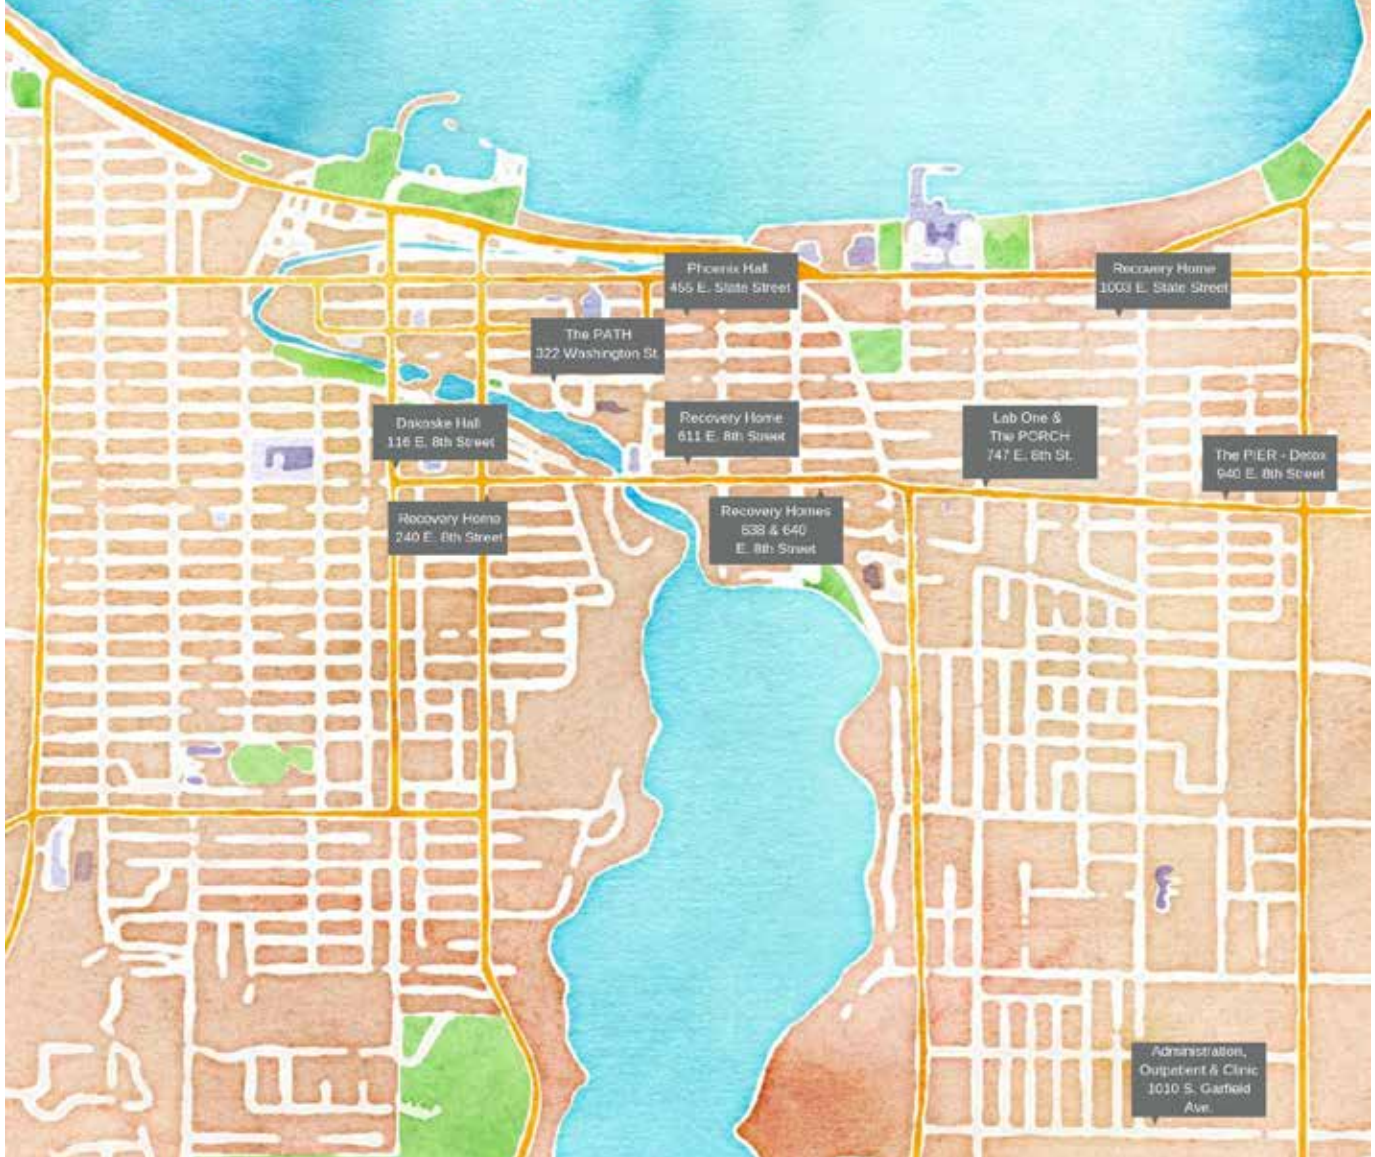 Phoenix Hall
455 E. State Street
Recovery Home
1003 E. State Street
The PATH
322 Washington St.
Dakoske Hall
116 E. 8th Street
Recovery Home
611 E. 8th Street
Lab One &
The PORCH
747 E. 8th St.
The PIER - Detox
940 E. 8th Street
Recovery Home
240 E. 8th Street
Recovery Homes
638 & 640
E. 8th Street
Administration,
Outpatient & Clinic
1010 S. Garfield
Ave.